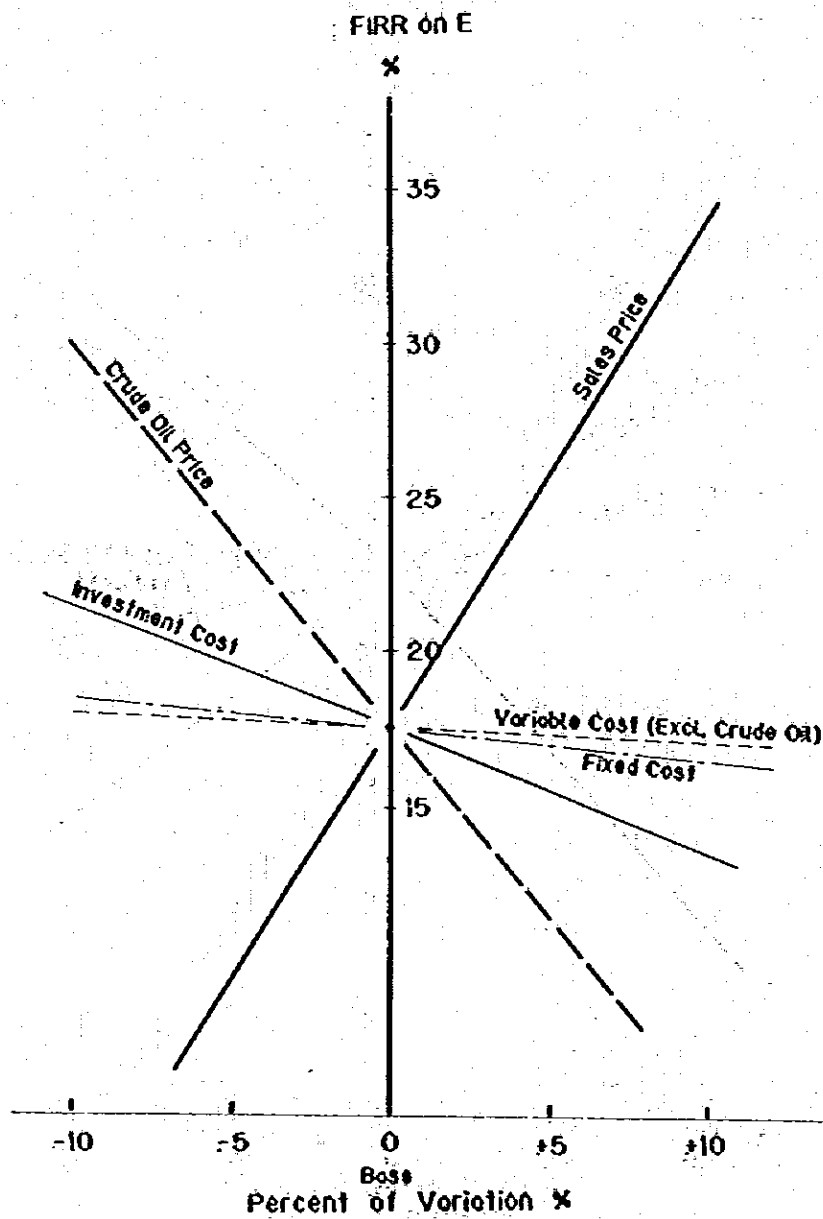 FIRR on E
%
35
30
25
20
15
Sales Price
Crude Oil Price
Investment Cost
Variable Cost (Excl. Crude Oil)
Fixed Cost
-10
-5
0
+5
+10
Base
Percent of Variation %